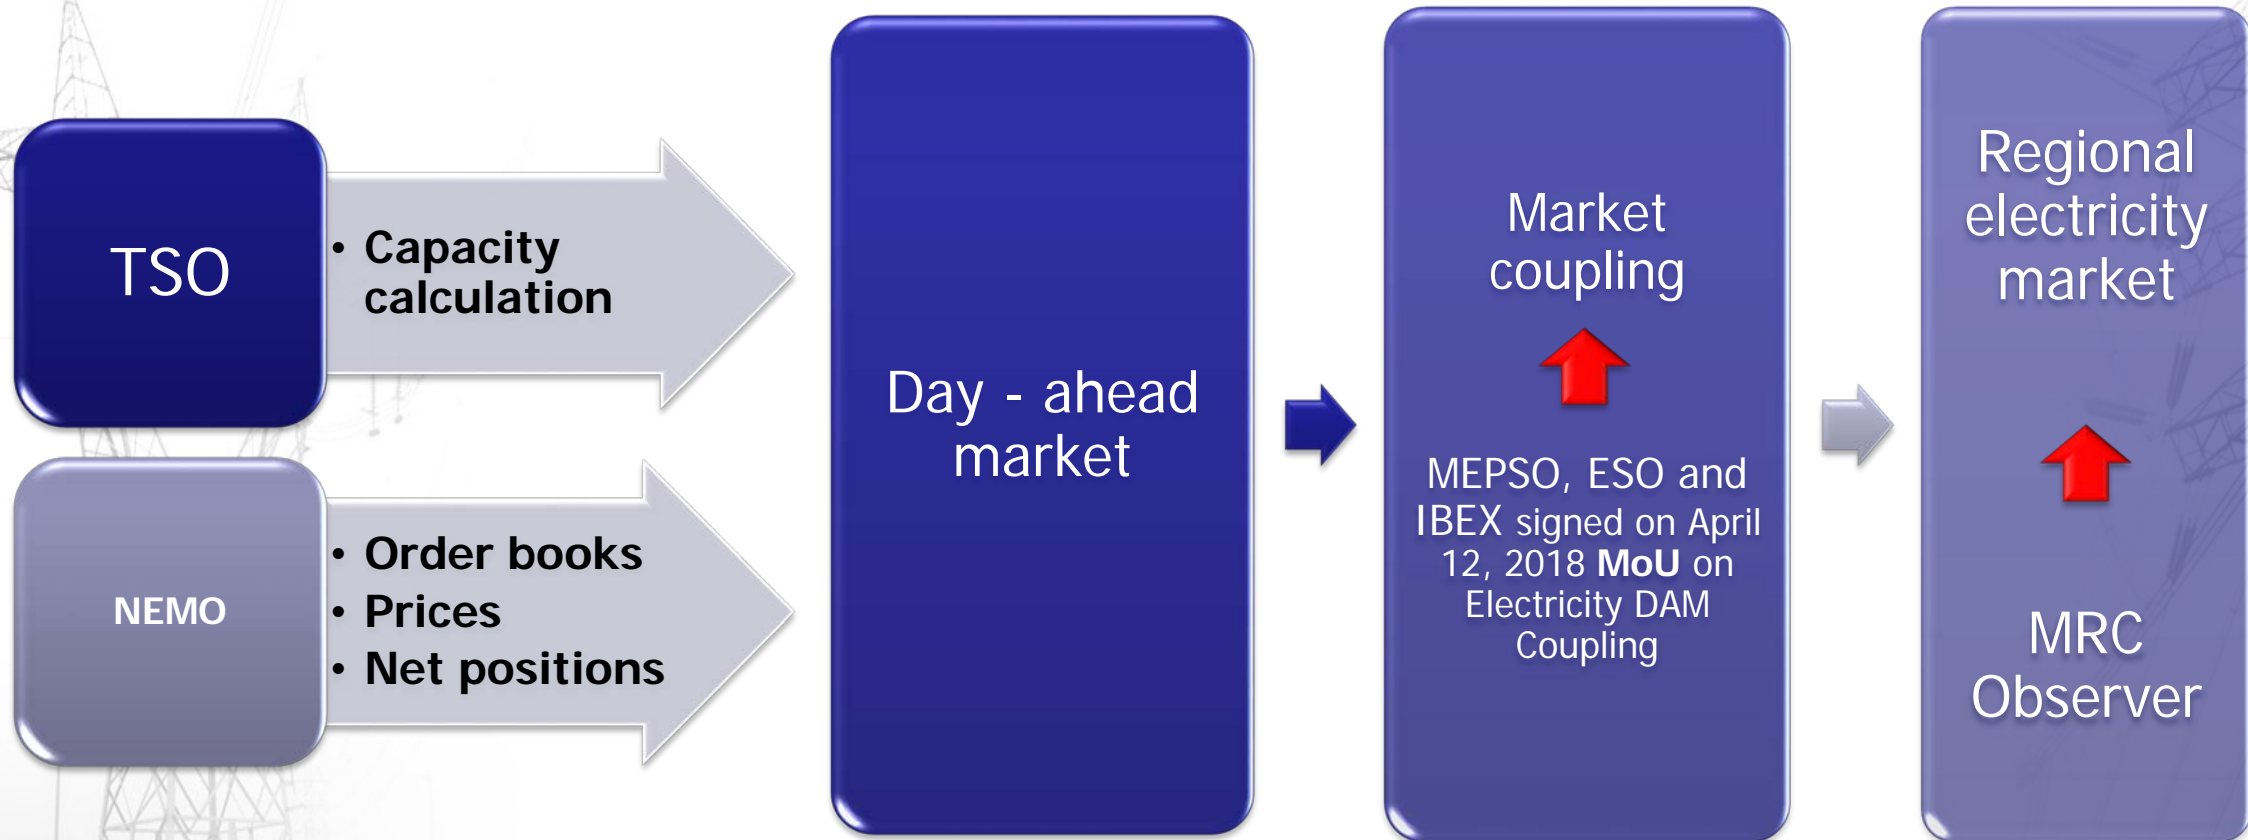 TSO
• Capacity
calculation
NEMO
• Order books
• Prices
• Net positions
Day - ahead
market
Market
coupling
MEPSO, ESO and
IBEX signed on April
12, 2018 MoU on
Electricity DAM
Coupling
Regional
electricity
market
MRC
Observer